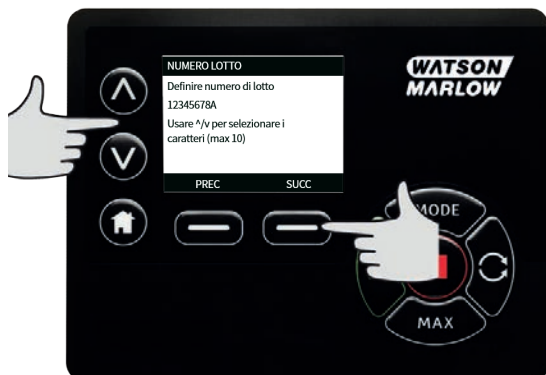 NUMERO LOTTO
Definire numero di lotto
12345678A
Usare ^/v per selezionare i
caratteri (max 10)
PREC SUCC
WATSON
MARLOW
MODE
MAX